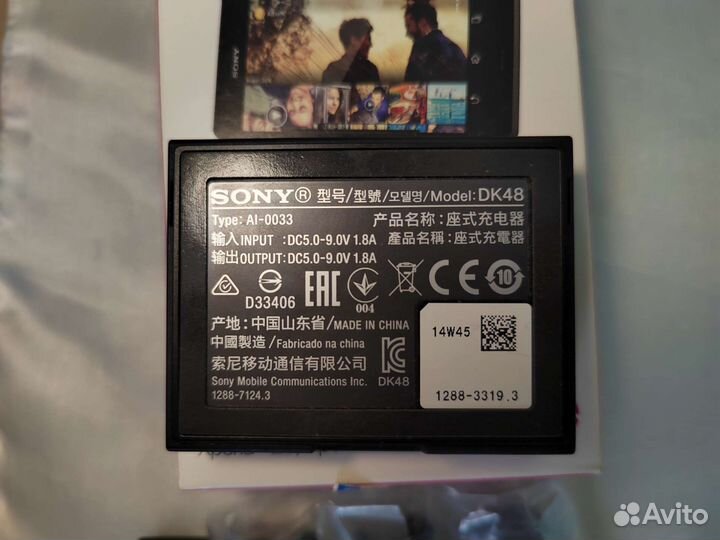 SONY
SONY® 型号/型號/모델명/Model: DK48
Type: AI-0033
产品名称: 座式充电器
输入INPUT :DC5.0-9.0V 1.8A
產品名稱: 座式充電器
输出OUTPUT :DC5.0-9.0V 1.8A
D33406
EAC
004
10
产地: 中国山东省/MADE IN CHINA
中國製造/Fabricado na china
索尼移动通信有限公司
Sony Mobile Communications Inc.
1288-7124.3
DK48
14W45
1288-3319.3
Avito